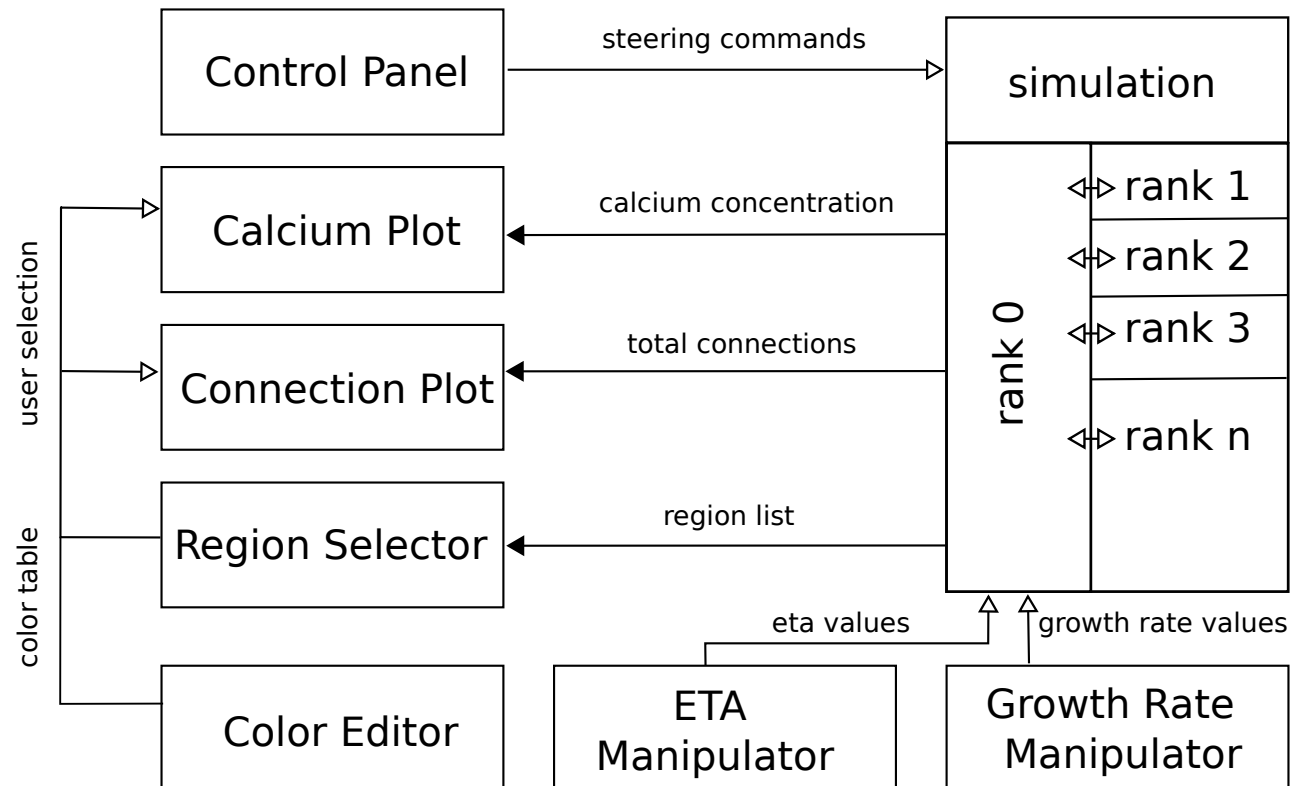 steering commands
Control Panel
simulation
rank 1
calcium concentration
Calcium Plot
rank 2
user selection
rank 3
total connections
rank 0
Connection Plot
rank n
region list
Region Selector
color table
eta values
growth rate values
Color Editor
ETA
Manipulator
Growth Rate
Manipulator